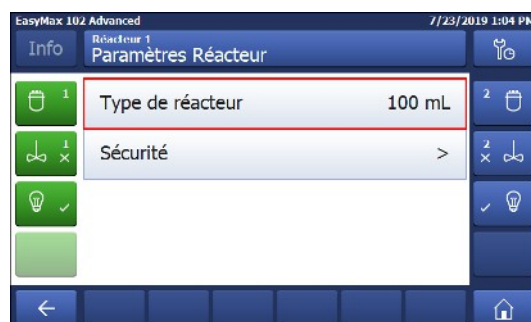 EasyMax 102 Advanced 7/23/2019 1:04 PM
Info
Réacteur 1
Paramètres Réacteur
1
Type de réacteur 100 mL
2
1
Sécurité >
2